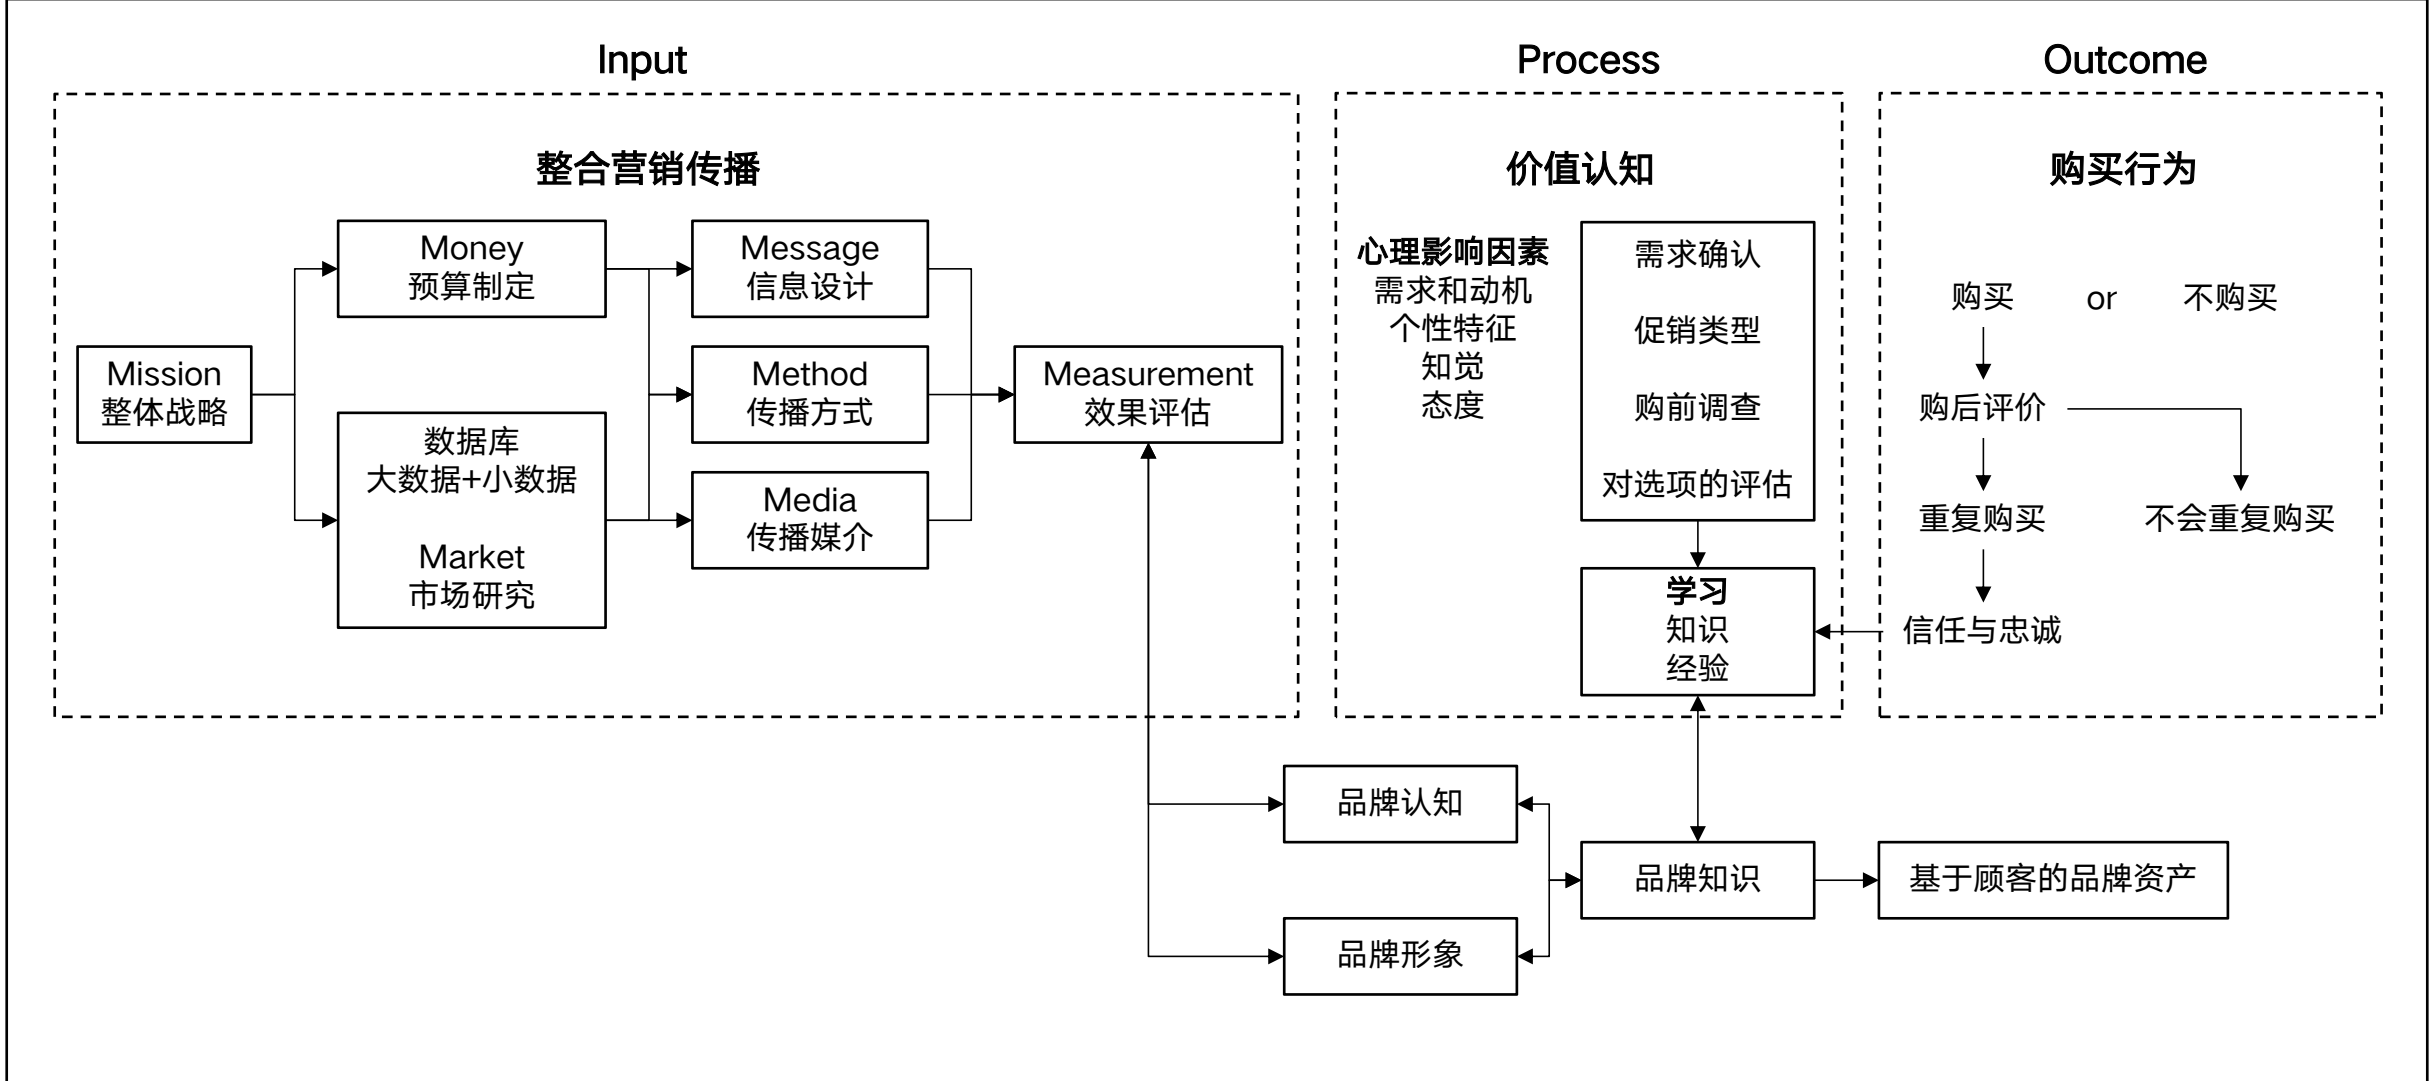 Input
Process
Outcome
整合营销传播
价值认知
购买行为
Mission
整体战略
Money
预算制定
数据库
大数据+小数据
Market
市场研究
Message
信息设计
Method
传播方式
Media
传播媒介
Measurement
效果评估
心理影响因素
需求和动机
个性特征
知觉
态度
需求确认
促销类型
购前调查
对选项的评估
学习
知识
经验
购买 or 不购买
购后评价
重复购买
不会重复购买
信任与忠诚
品牌认知
品牌形象
品牌知识
基于顾客的品牌资产